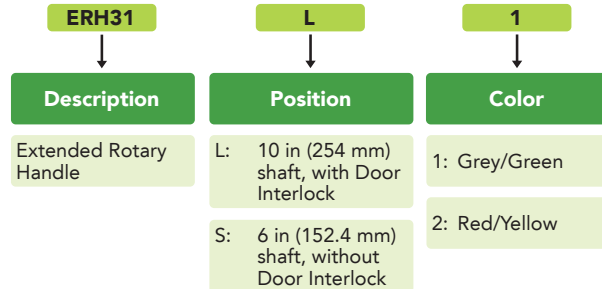 ERH31
L
1
Description
Position
Color
Extended Rotary
Handle
L: 10 in (254 mm)
shaft, with Door
Interlock
S: 6 in (152.4 mm)
shaft, without
Door Interlock
1: Grey/Green
2: Red/Yellow